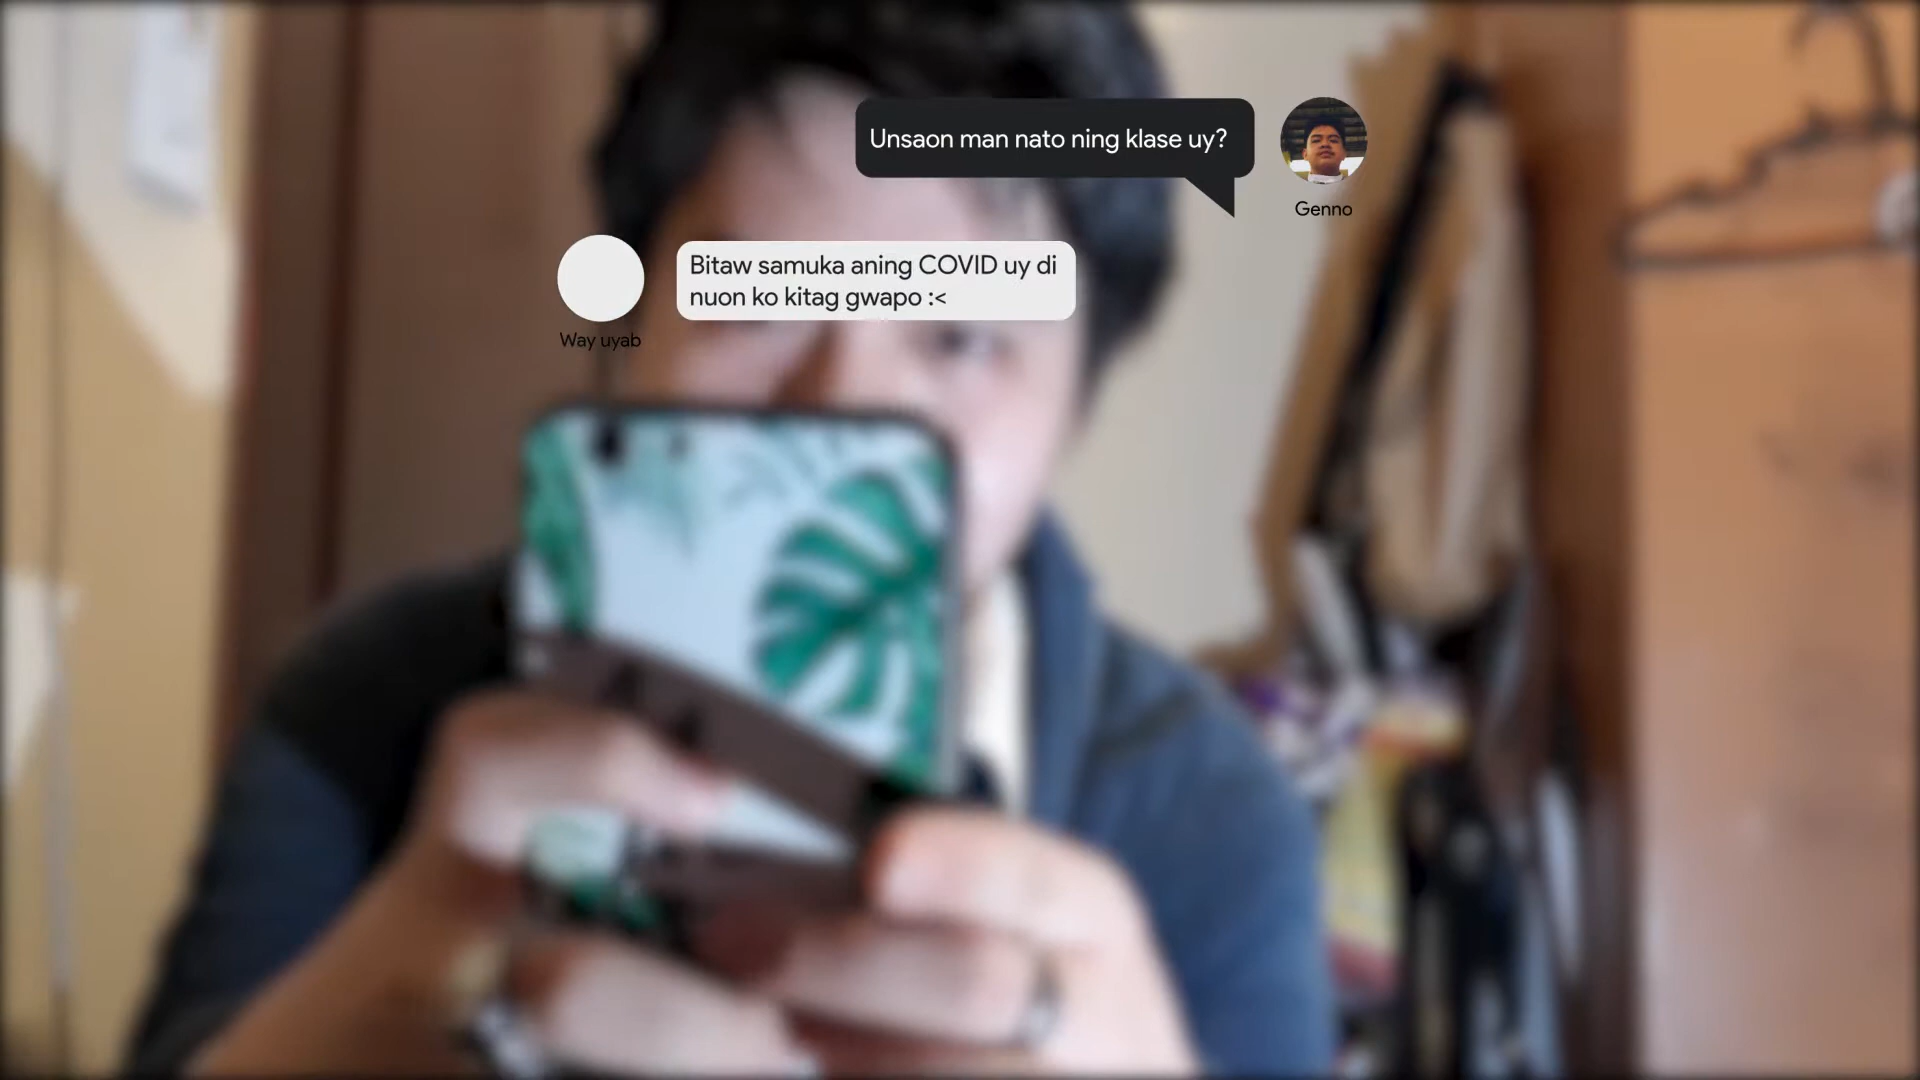 Unsaon man nato ning klase uy?
Genno
Bitaw samuka aning COVID uy di
nuon ko kitag gwapo :<
Way uyab